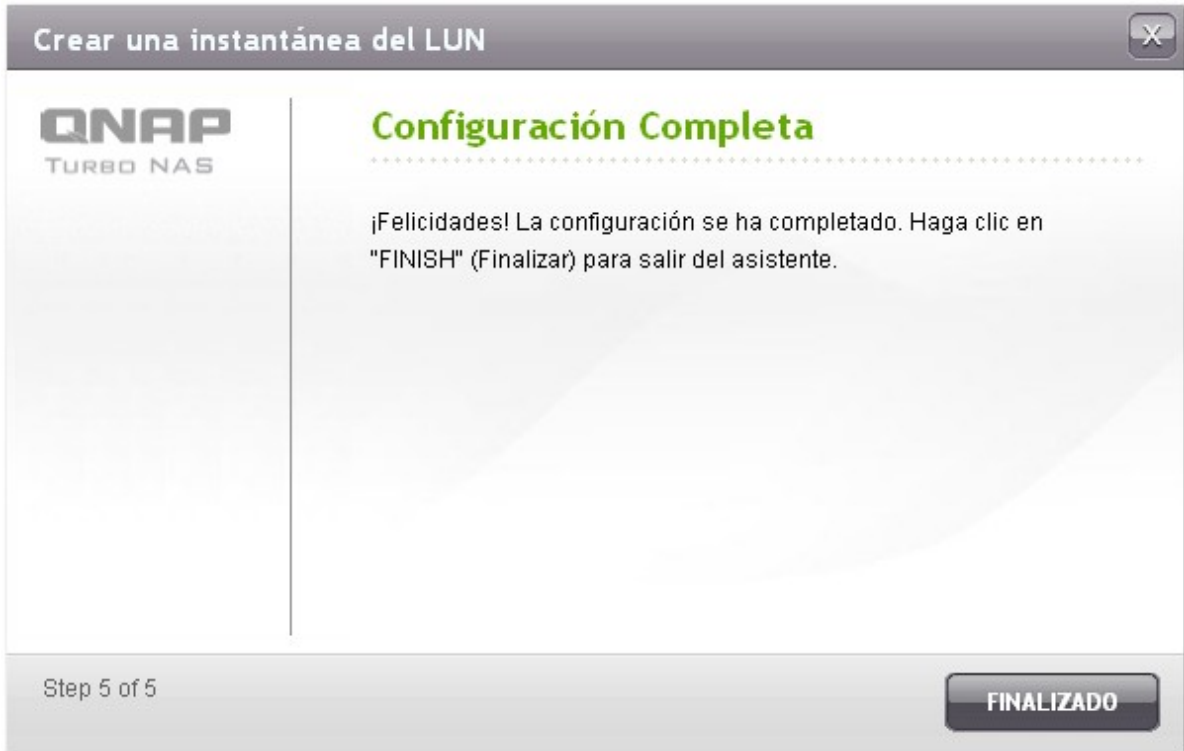 Crear una instantánea del LUN
X
QNAP
TURBO NAS
Configuración Completa
¡Felicidades! La configuración se ha completado. Haga clic en
"FINISH" (Finalizar) para salir del asistente.
Step 5 of 5
FINALIZADO